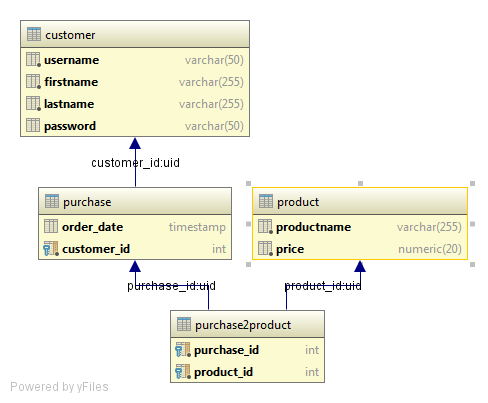 customer
username varchar(50)
firstname varchar(255)
lastname varchar(255)
password varchar(50)
customer_id:uid
purchase
order_date timestamp
customer_id int
product
productname varchar(255)
price numeric(20)
purchase_id:uid
product_id:uid
purchase2product
purchase_id int
product_id int
Powered by yFiles